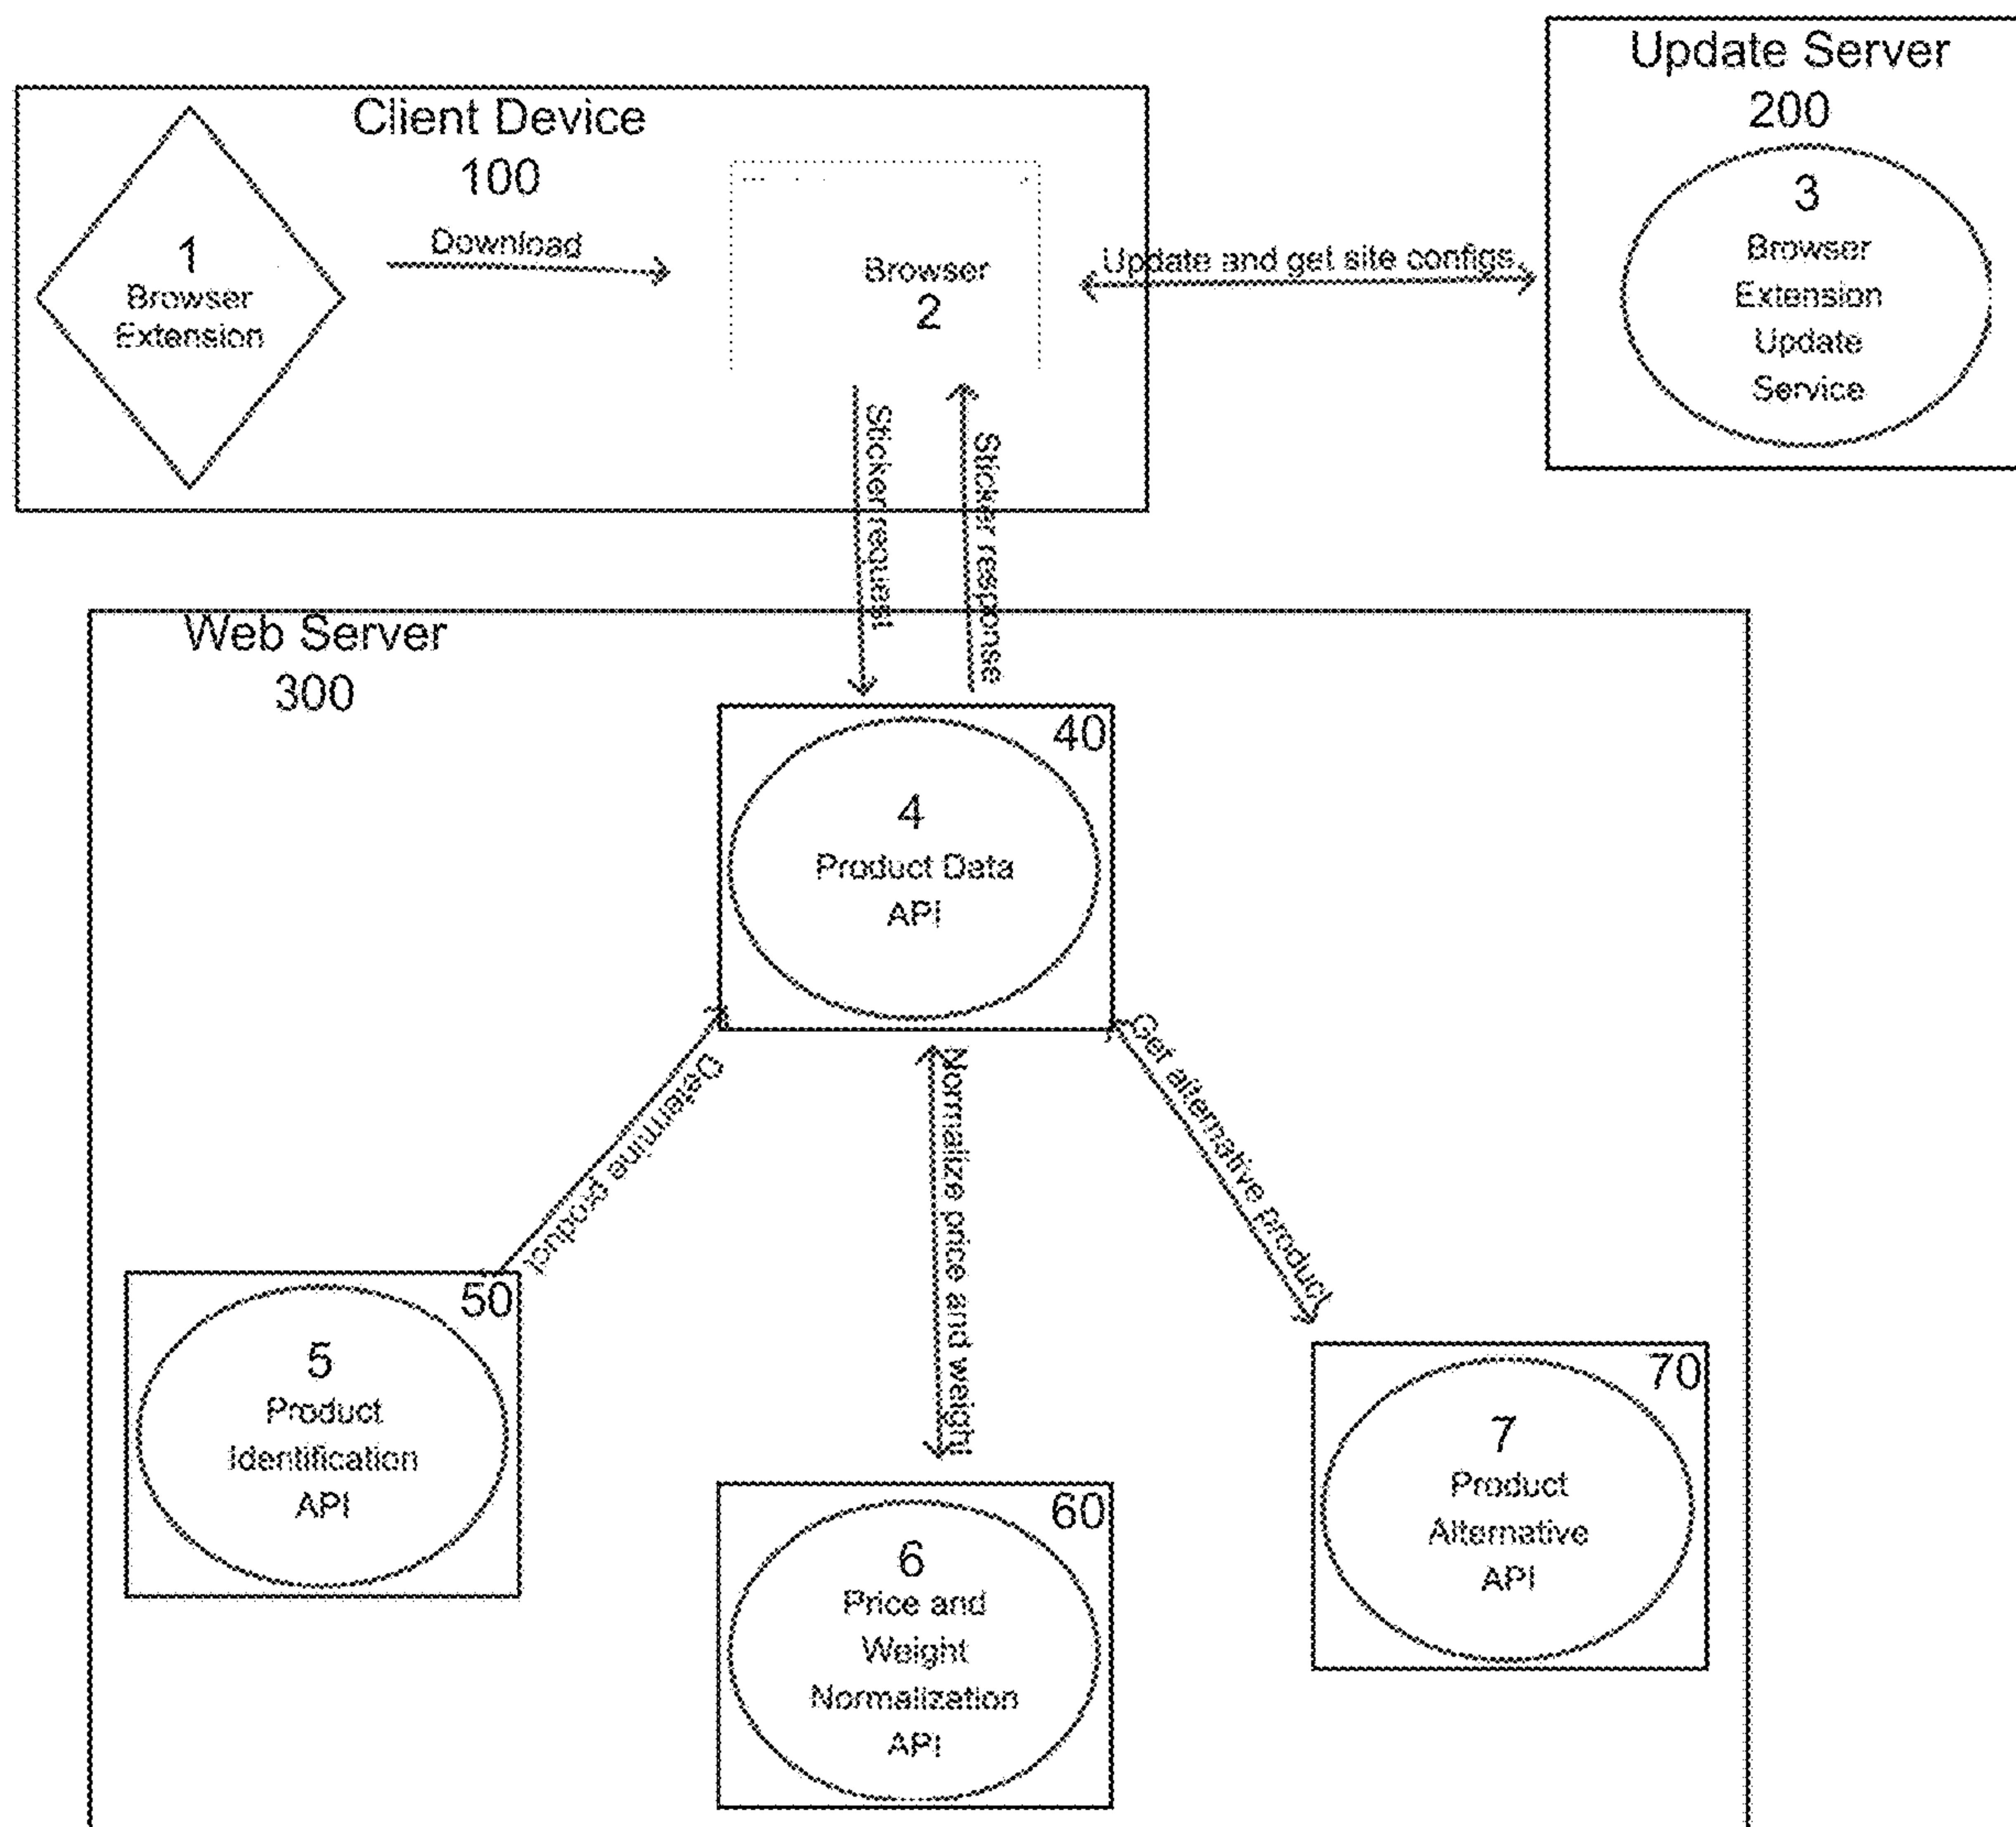 Client Device
100
1
Browser
Extension
Download
Browser
2
Update and get site configs
Update Server
200
3
Browser
Extension
Update
Service
Sticker request
Sticker response
Web Server
300
40
4
Product Data
API
Determine product
Normalize price and weight
Get alternative product
50
5
Product
Identification
API
60
6
Price and
Weight
Normalization
API
70
7
Product
Alternative
API